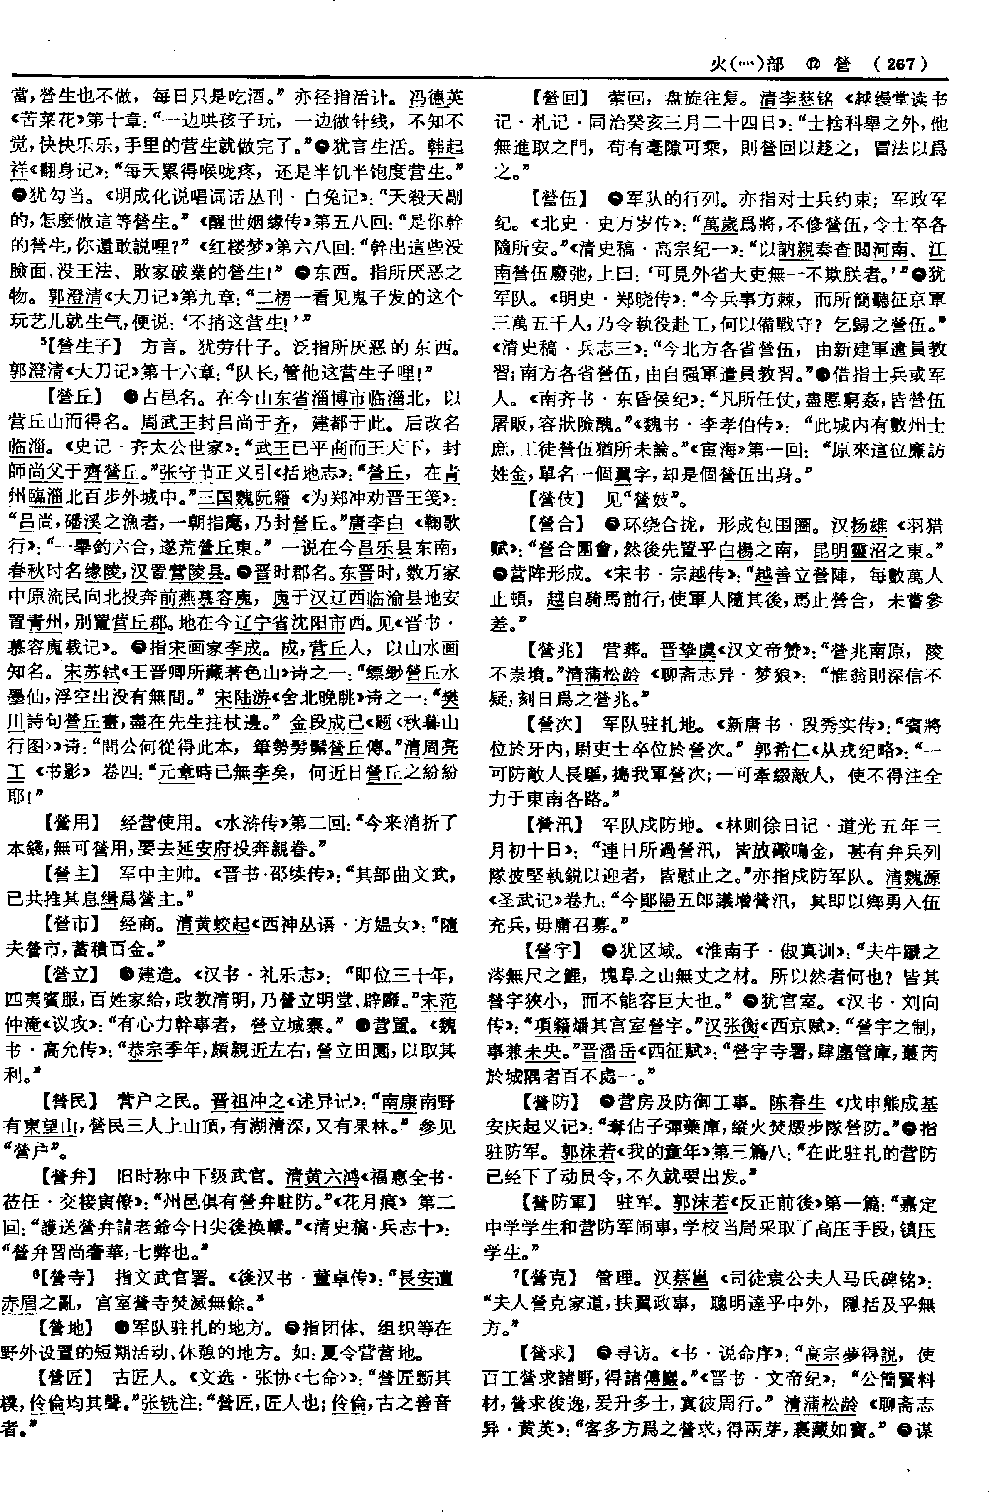 火(灬)部 ⑫ 營 (267)
當，營生也不做，每日只是吃酒。”亦径指活计。冯德英
《苦菜花》第十章：“一边哄孩子玩，一边做针线，不知不
觉，快快乐乐，手里的营生就做完了。”❷犹言生活。韩起
祥《翻身记》：“每天累得喉咙疼，还是半饥半饱度营生。”
❸犹勾当。《明成化说唱词话丛刊·白兔记》：“天殺天剮
的，怎麽做這等營生。”《醒世姻缘传》第五八回：“是你幹
的營生，你還敢説哩？”《红楼梦》第六八回：“幹出這些没
臉面、没王法、敗家破業的營生！”❹东西。指所厌恶之
物。郭澄清《大刀记》第九章：“二楞一看见鬼子发的这个
玩艺儿就生气，便说：‘不捎这营生！’”
⁵【營生子】 方言。犹劳什子。泛指所厌恶的东西。
郭澄清《大刀记》第十六章：“队长，管他这营生子哩！”
【營丘】 ❶古邑名。在今山东省淄博市临淄北，以
营丘山而得名。周武王封吕尚于齐，建都于此。后改名
临淄。《史记·齐太公世家》：“武王已平商而王天下，封
師尚父于齊營丘。”张守节正义引《括地志》：“營丘，在青
州臨淄北百步外城中。”三国魏阮籍《为郑冲劝晋王笺》：
“吕尚，磻溪之漁者，一朝指麾，乃封營丘。”唐李白《鞠歌
行》：“一舉釣六合，遂荒營丘東。”一说在今昌乐县东南，
春秋时名缘陵，汉置营陵县。❷晋时郡名。东晋时，数万家
中原流民向北投奔前燕慕容廆，廆于汉辽西临渝县地安
置青州，别置营丘郡。地在今辽宁省沈阳市西。见《晋书·
慕容廆载记》。❸指宋画家李成。成，营丘人，以山水画
知名。宋苏轼《王晋卿所藏著色山》诗之一：“縹緲營丘水
墨仙，浮空出没有無間。”宋陆游《舍北晚眺》诗之一：“樊
川詩句營丘畫，盡在先生拄杖邊。”金段成己《题〈秋暮山
行图〉》诗：“問公何從得此本，筆勢髣髴營丘傳。”清周亮
工《书影》卷四：“元章時已無李矣，何近日營丘之紛紛
耶！”
【營用】 经营使用。《水浒传》第二回：“今来消折了
本錢，無可營用，要去延安府投奔親眷。”
【營主】 军中主帅。《晋书·邵续传》：“其部曲文武，
已共推其息緝爲營主。”
【營市】 经商。清黄蛟起《西神丛语·方媪女》：“隨
夫營市，蓄積百金。”
【營立】 ❶建造。《汉书·礼乐志》：“即位三十年，
四夷賓服，百姓家給，政教清明，乃營立明堂、辟廱。”宋范
仲淹《议攻》：“有心力幹事者，營立城寨。”❷营置。《魏
书·高允传》：“恭宗季年，頗親近左右，營立田園，以取其
利。”
【營民】 营户之民。晋祖冲之《述异记》：“南康南野
有東望山，營民三人上山頂，有湖清深，又有果林。”参见
“營户”。
【營弁】 旧时称中下级武官。清黄六鸿《福惠全书·
莅任·交接寅僚》：“州邑俱有營弁駐防。”《花月痕》第二
回：“護送營弁請老爺今日尖後换轎。”《清史稿·兵志十》：
“營弁習尚奢華，七弊也。”
⁶【營寺】 指文武官署。《後汉书·董卓传》：“長安遭
赤眉之亂，宫室營寺焚滅無餘。”
【營地】 ❶军队驻扎的地方。❷指团体、组织等在
野外设置的短期活动、休憩的地方。如：夏令营营地。
【營匠】 古匠人。《文选·张协〈七命〉》：“營匠斲其
樸，伶倫均其聲。”张铣注：“營匠，匠人也；伶倫，古之善音
者。”
【營回】 萦回，盘旋往复。清李慈铭《越缦堂读书
记·札记·同治癸亥三月二十四日》：“士捨科舉之外，他
無進取之門，苟有毫隙可乘，則營回以趍之，冒法以爲
之。”
【營伍】 ❶军队的行列。亦指对士兵约束；军政军
纪。《北史·史万岁传》：“萬歲爲將，不修營伍，令士卒各
隨所安。”《清史稿·高宗纪一》：“以訥親奏查閲河南、江
南營伍廢弛，上曰：‘可見外省大吏無一不欺朕者。’”❷犹
军队。《明史·郑晓传》：“今兵事方棘，而所簡聽征京軍
三萬五千人，乃令執役赴工，何以備戰守？乞歸之營伍。”
《清史稿·兵志三》：“今北方各省營伍，由新建軍遣員教
習；南方各省營伍，由自强軍遣員教習。”❸借指士兵或军
人。《南齐书·东昏侯纪》：“凡所任仗，盡慝窮姦，皆營伍
屠販，容狀險醜。”《魏书·李孝伯传》：“此城内有數州士
庶，工徒營伍猶所未論。”《宦海》第一回：“原來這位廉訪
姓金，單名一個翼字，却是個營伍出身。”
【營伎】 见“營妓”。
【營合】 ❶环绕合拢，形成包围圈。汉扬雄《羽猎
赋》：“營合圍會，然後先置乎白楊之南，昆明靈沼之東。”
❷营阵形成。《宋书·宗越传》：“越善立營陣，每數萬人
止頓，越自騎馬前行，使軍人隨其後，馬止營合，未嘗參
差。”
【營兆】 营葬。晋挚虞《汉文帝赞》：“營兆南原，陵
不崇墳。”清蒲松龄《聊斋志异·梦狼》：“惟翁則深信不
疑，刻日爲之營兆。”
【營次】 军队驻扎地。《新唐书·段秀实传》：“賓將
位於牙内，尉吏士卒位於營次。”郭希仁《从戎纪略》：“一
可防敵人長驅，搗我軍營次；一可牽綴敵人，使不得注全
力于東南各路。”
【營汛】 军队戍防地。《林则徐日记·道光五年三
月初十日》：“連日所過營汛，皆放礮鳴金，甚有弁兵列
隊披堅執鋭以迎者，皆慰止之。”亦指戍防军队。清魏源
《圣武记》卷九：“今鄖陽五郎議增營汛，其即以鄉勇入伍
充兵，毋庸召募。”
【營宇】 ❶犹区域。《淮南子·俶真训》：“夫牛蹏之
涔無尺之鯉，塊阜之山無丈之材。所以然者何也？皆其
營宇狹小，而不能容巨大也。”❷犹宫室。《汉书·刘向
传》：“項籍燔其宫室營宇。”汉张衡《西京赋》：“營宇之制，
事兼未央。”晋潘岳《西征赋》：“營宇寺署，肆廛管庫，蕞芮
於城隅者百不處一。”
【營防】 ❶营房及防御工事。陈春生《戊申熊成基
安庆起义记》：“奪佔子彈藥庫，縱火焚燬步隊營防。”❷指
驻防军。郭沫若《我的童年》第三篇八：“在此驻扎的营防
已经下了动员令，不久就要出发。”
【營防軍】 驻军。郭沫若《反正前後》第一篇：“嘉定
中学学生和营防军闹事，学校当局采取了高压手段，镇压
学生。”
⁷【營克】 管理。汉蔡邕《司徒袁公夫人马氏碑铭》：
“夫人營克家道，扶翼政事，聰明達乎中外，隱括及乎無
方。”
【營求】 ❶寻访。《书·说命序》：“高宗夢得説，使
百工營求諸野，得諸傅巖。”《晋书·文帝纪》：“公簡賢料
材，營求俊逸，爰升多士，寘彼周行。”清蒲松龄《聊斋志
异·黄英》：“客多方爲之營求，得兩芽，裹藏如寶。”❷谋